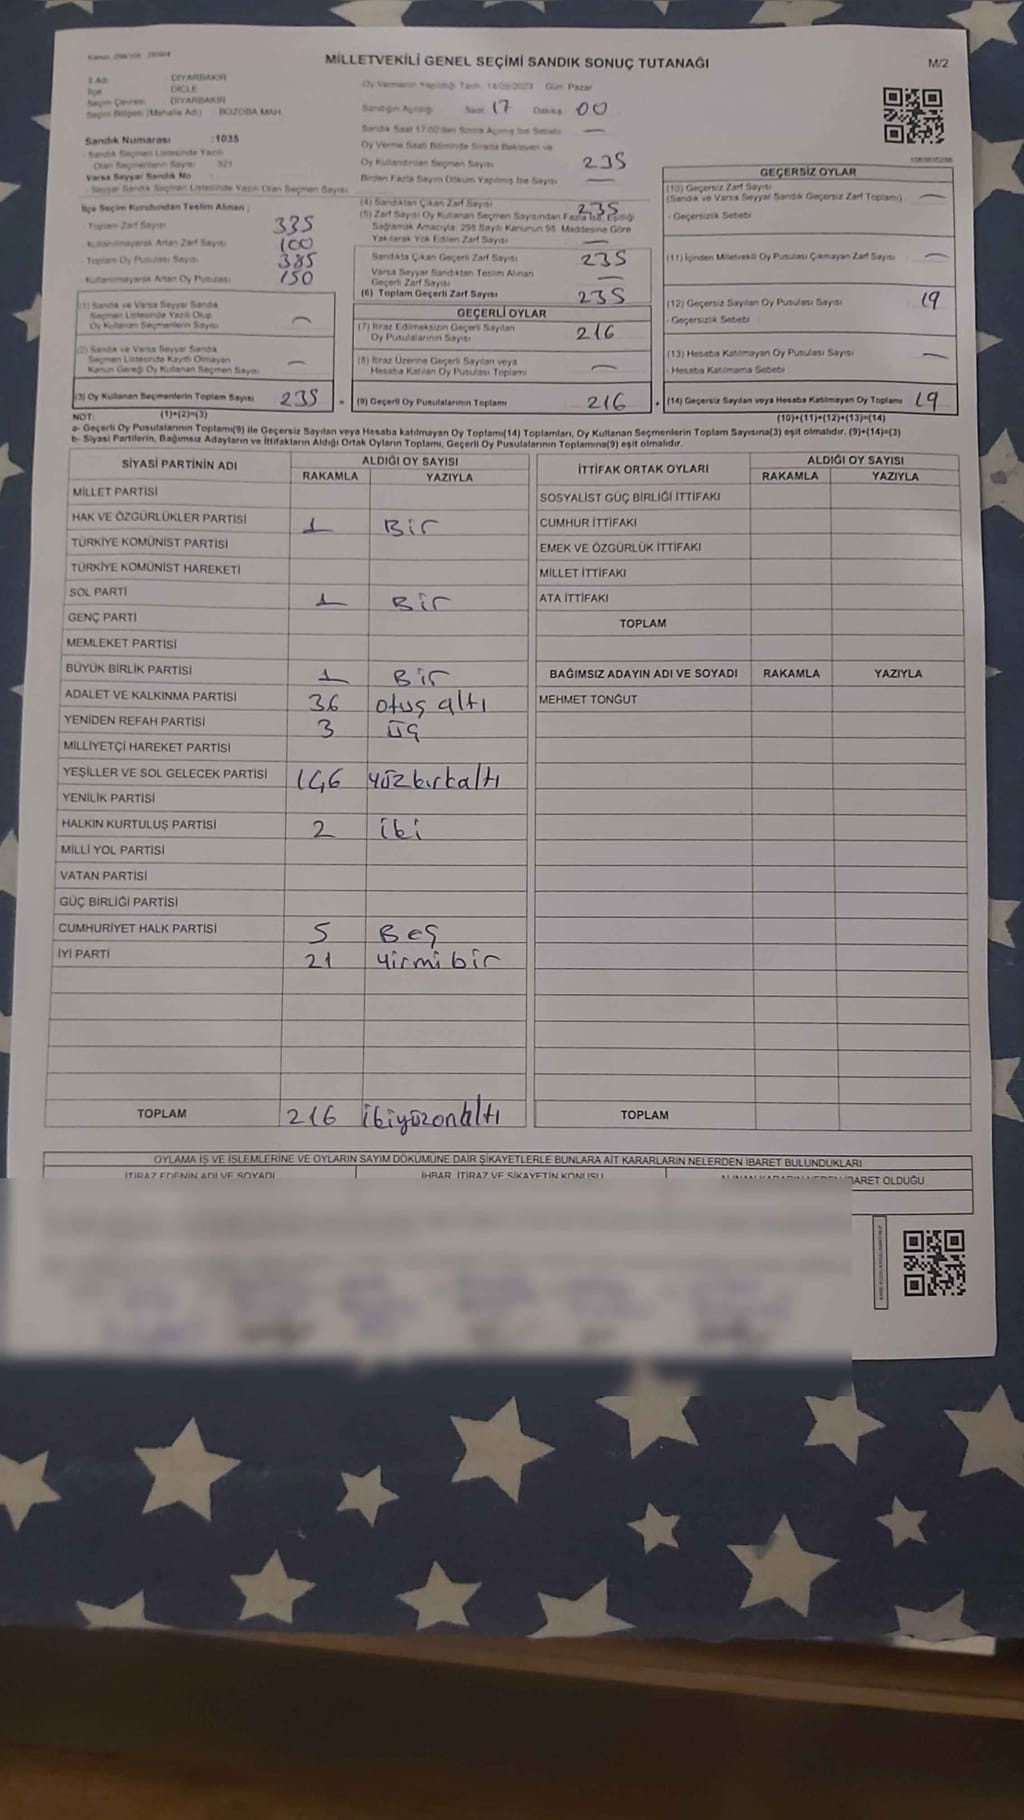 MİLLETVEKİLİ GENEL SEÇİMİ SANDIK SONUÇ TUTANAĞI
M/2
İl Adı DİYARBAKIR
İlçe DİCLE
Seçim Çevresi DİYARBAKIR
Seçim Bölgesi (Mahalle Adı) BOZOBA MAH.
Oy Vermenin Yapıldığı Tarih 14/05/2023 Gün Pazar
Sandığın Açıldığı Saat 17 Dakika 00
Sandık Saat 17:00'den Sonra Açılmış İse Sebebi —
Sandık Numarası :1035
Sandık Seçmen Listesinde Yazılı
Olan Seçmenlerin Sayısı 321
Varsa Seyyar Sandık No
Seyyar Sandık Seçmen Listesinde Yazılı Olan Seçmen Sayısı
Oy Verme Saati Bitiminde Sırada Bekleyen ve
Oy Kullandırılan Seçmen Sayısı 235
Birden Fazla Sayım Döküm Yapılmış İse Sayısı —
İlçe Seçim Kurulundan Teslim Alınan ;
Toplam Zarf Sayısı 335
Kullanılmayarak Artan Zarf Sayısı 100
Toplam Oy Pusulası Sayısı 385
Kullanılmayarak Artan Oy Pusulası 150
(4) Sandıktan Çıkan Zarf Sayısı 235
(5) Zarf Sayısı Oy Kullanan Seçmen Sayısından Fazla İse, Eşitliği
Sağlamak Amacıyla; 298 Sayılı Kanunun 98. Maddesine Göre
Yakılarak Yok Edilen Zarf Sayısı —
Sandıkta Çıkan Geçerli Zarf Sayısı 235
Varsa Seyyar Sandıktan Teslim Alınan
Geçerli Zarf Sayısı —
(6) Toplam Geçerli Zarf Sayısı 235
GEÇERSİZ OYLAR
(10) Geçersiz Zarf Sayısı
(Sandık ve Varsa Seyyar Sandık Geçersiz Zarf Toplamı) —
- Geçersizlik Sebebi
(11) İçinden Milletvekili Oy Pusulası Çıkmayan Zarf Sayısı —
(12) Geçersiz Sayılan Oy Pusulası Sayısı 19
- Geçersizlik Sebebi
(13) Hesaba Katılmayan Oy Pusulası Sayısı —
- Hesaba Katılmama Sebebi
(14) Geçersiz Sayılan veya Hesaba Katılmayan Oy Toplamı 19
(10)+(11)+(12)+(13)=(14)
(1) Sandık ve Varsa Seyyar Sandık
Seçmen Listesinde Yazılı Olup
Oy Kullanan Seçmenlerin Sayısı —
(2) Sandık ve Varsa Seyyar Sandık
Seçmen Listesinde Kayıtlı Olmayan
Kanun Gereği Oy Kullanan Seçmen Sayısı —
(3) Oy Kullanan Seçmenlerin Toplam Sayısı 235 =
(1)+(2)=(3)
GEÇERLİ OYLAR
(7) İtiraz Edilmeksizin Geçerli Sayılan
Oy Pusulalarının Sayısı 216
(8) İtiraz Üzerine Geçerli Sayılan veya
Hesaba Katılan Oy Pusulası Toplamı —
(9) Geçerli Oy Pusulalarının Toplamı 216 +
NOT:
a- Geçerli Oy Pusulalarının Toplamı(9) ile Geçersiz Sayılan veya Hesaba katılmayan Oy Toplamı(14) Toplamları, Oy Kullanan Seçmenlerin Toplam Sayısına(3) eşit olmalıdır. (9)+(14)=(3)
b- Siyasi Partilerin, Bağımsız Adayların ve İttifakların Aldığı Ortak Oyların Toplamı, Geçerli Oy Pusulalarının Toplamına(9) eşit olmalıdır.
SİYASİ PARTİNİN ADI ALDIĞI OY SAYISI
RAKAMLA YAZIYLA
MİLLET PARTİSİ
HAK VE ÖZGÜRLÜKLER PARTİSİ 1 Bir
TÜRKİYE KOMÜNİST PARTİSİ
TÜRKİYE KOMÜNİST HAREKETİ
SOL PARTİ 1 Bir
GENÇ PARTİ
MEMLEKET PARTİSİ
BÜYÜK BİRLİK PARTİSİ 1 Bir
ADALET VE KALKINMA PARTİSİ 36 otuz altı
YENİDEN REFAH PARTİSİ 3 üç
MİLLİYETÇİ HAREKET PARTİSİ
YEŞİLLER VE SOL GELECEK PARTİSİ 146 yüzkırkaltı
YENİLİK PARTİSİ
HALKIN KURTULUŞ PARTİSİ 2 iki
MİLLİ YOL PARTİSİ
VATAN PARTİSİ
GÜÇ BİRLİĞİ PARTİSİ
CUMHURİYET HALK PARTİSİ 5 Beş
İYİ PARTİ 21 yirmi bir
TOPLAM 216 ikiyüzonaltı
İTTİFAK ORTAK OYLARI ALDIĞI OY SAYISI
RAKAMLA YAZIYLA
SOSYALİST GÜÇ BİRLİĞİ İTTİFAKI
CUMHUR İTTİFAKI
EMEK VE ÖZGÜRLÜK İTTİFAKI
MİLLET İTTİFAKI
ATA İTTİFAKI
TOPLAM
BAĞIMSIZ ADAYIN ADI VE SOYADI RAKAMLA YAZIYLA
MEHMET TONĞUT
TOPLAM
OYLAMA İŞ VE İŞLEMLERİNE VE OYLARIN SAYIM DÖKÜMÜNE DAİR ŞİKAYETLERLE BUNLARA AİT KARARLARIN NELERDEN İBARET BULUNDUKLARI
İTİRAZ EDENİN ADI VE SOYADI İHBAR, İTİRAZ VE ŞİKAYETİN KONUSU ALINAN KARARIN NEDEN İBARET OLDUĞU